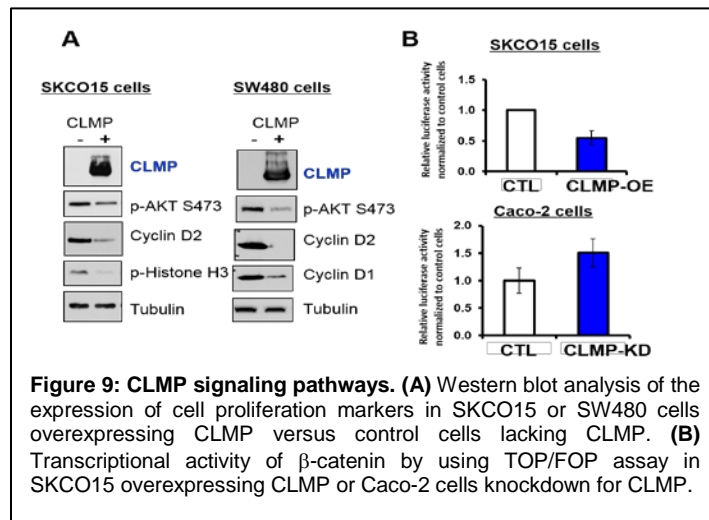 A
SKCO15 cells
SW480 cells
CLMP
- +
CLMP
p-AKT S473
Cyclin D2
p-Histone H3
Tubulin
CLMP
- +
CLMP
p-AKT S473
Cyclin D2
Cyclin D1
Tubulin
B
SKCO15 cells
Relative luciferase activity
normalized to control cells
1.5
1.0
0.5
0
CTL
CLMP-OE
Caco-2 cells
Relative luciferase activity
normalized to control cells
2.0
1.5
1.0
0.5
0.0
CTL
CLMP-KD
Figure 9: CLMP signaling pathways. (A) Western blot analysis of the
expression of cell proliferation markers in SKCO15 or SW480 cells
overexpressing CLMP versus control cells lacking CLMP. (B)
Transcriptional activity of β-catenin by using TOP/FOP assay in
SKCO15 overexpressing CLMP or Caco-2 cells knockdown for CLMP.